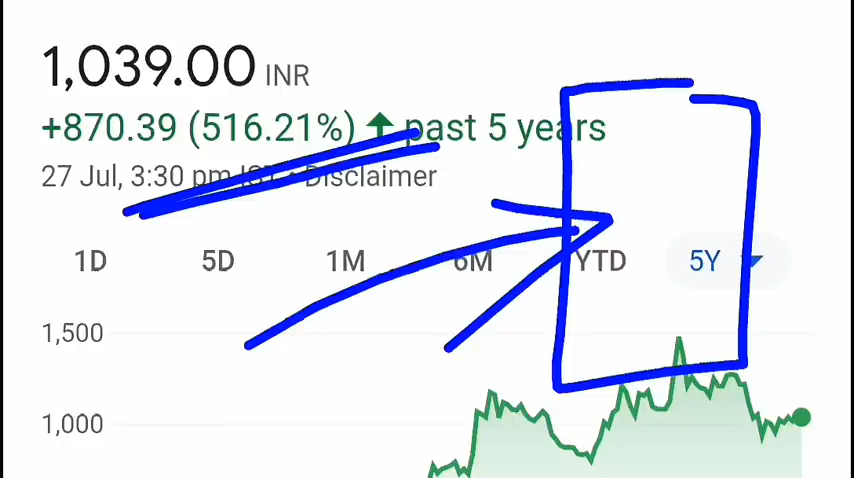 1,039.00 INR
+870.39 (516.21%) ↑ past 5 years
27 Jul, 3:30 pm IST • Disclaimer
1D 5D 1M 6M YTD 5Y
1,500
1,000